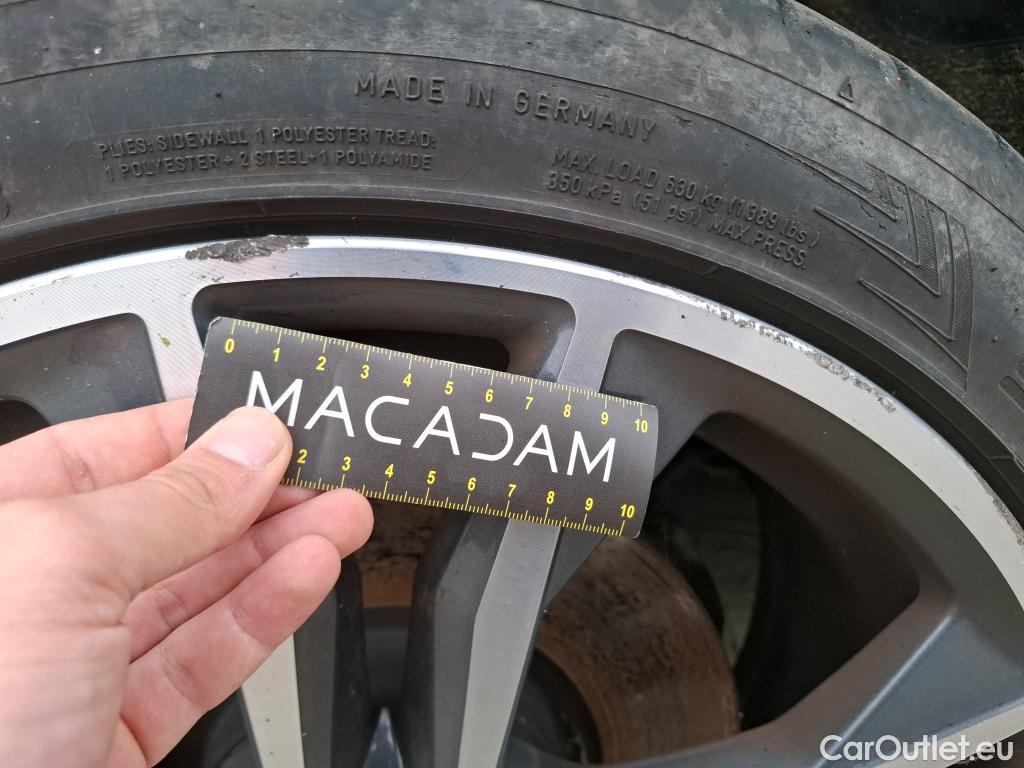 MADE IN GERMANY
PLIES: SIDEWALL 1 POLYESTER TREAD:
1 POLYESTER + 2 STEEL+1 POLYAMIDE
MAX. LOAD 630 kg (1389 lbs)
350 kPa (51 psi) MAX.PRESS.
0 1 2 3 4 5 6 7 8 9 10
MACADAM
2 3 4 5 6 7 8 9 10
CarOutlet.eu